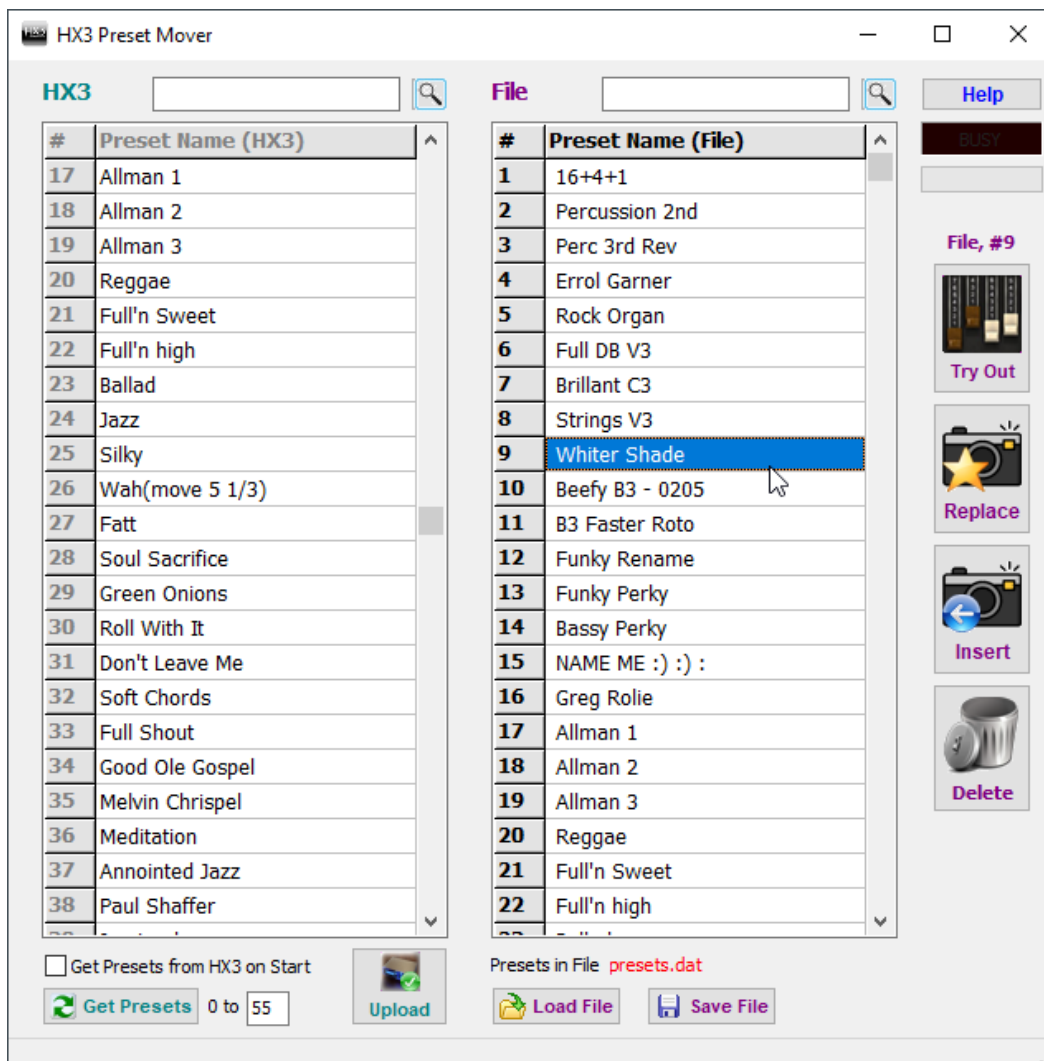 HX3 Preset Mover
HX3
File
Help
# Preset Name (HX3)
17 Allman 1
18 Allman 2
19 Allman 3
20 Reggae
21 Full'n Sweet
22 Full'n high
23 Ballad
24 Jazz
25 Silky
26 Wah(move 5 1/3)
27 Fatt
28 Soul Sacrifice
29 Green Onions
30 Roll With It
31 Don't Leave Me
32 Soft Chords
33 Full Shout
34 Good Ole Gospel
35 Melvin Chrispel
36 Meditation
37 Annointed Jazz
38 Paul Shaffer
# Preset Name (File)
1 16+4+1
2 Percussion 2nd
3 Perc 3rd Rev
4 Errol Garner
5 Rock Organ
6 Full DB V3
7 Brillant C3
8 Strings V3
9 Whiter Shade
10 Beefy B3 - 0205
11 B3 Faster Roto
12 Funky Rename
13 Funky Perky
14 Bassy Perky
15 NAME ME :) :) :
16 Greg Rolie
17 Allman 1
18 Allman 2
19 Allman 3
20 Reggae
21 Full'n Sweet
22 Full'n high
BUSY
File, #9
Try Out
Replace
Insert
Delete
Get Presets from HX3 on Start
Get Presets 0 to 55
Upload
Presets in File presets.dat
Load File
Save File